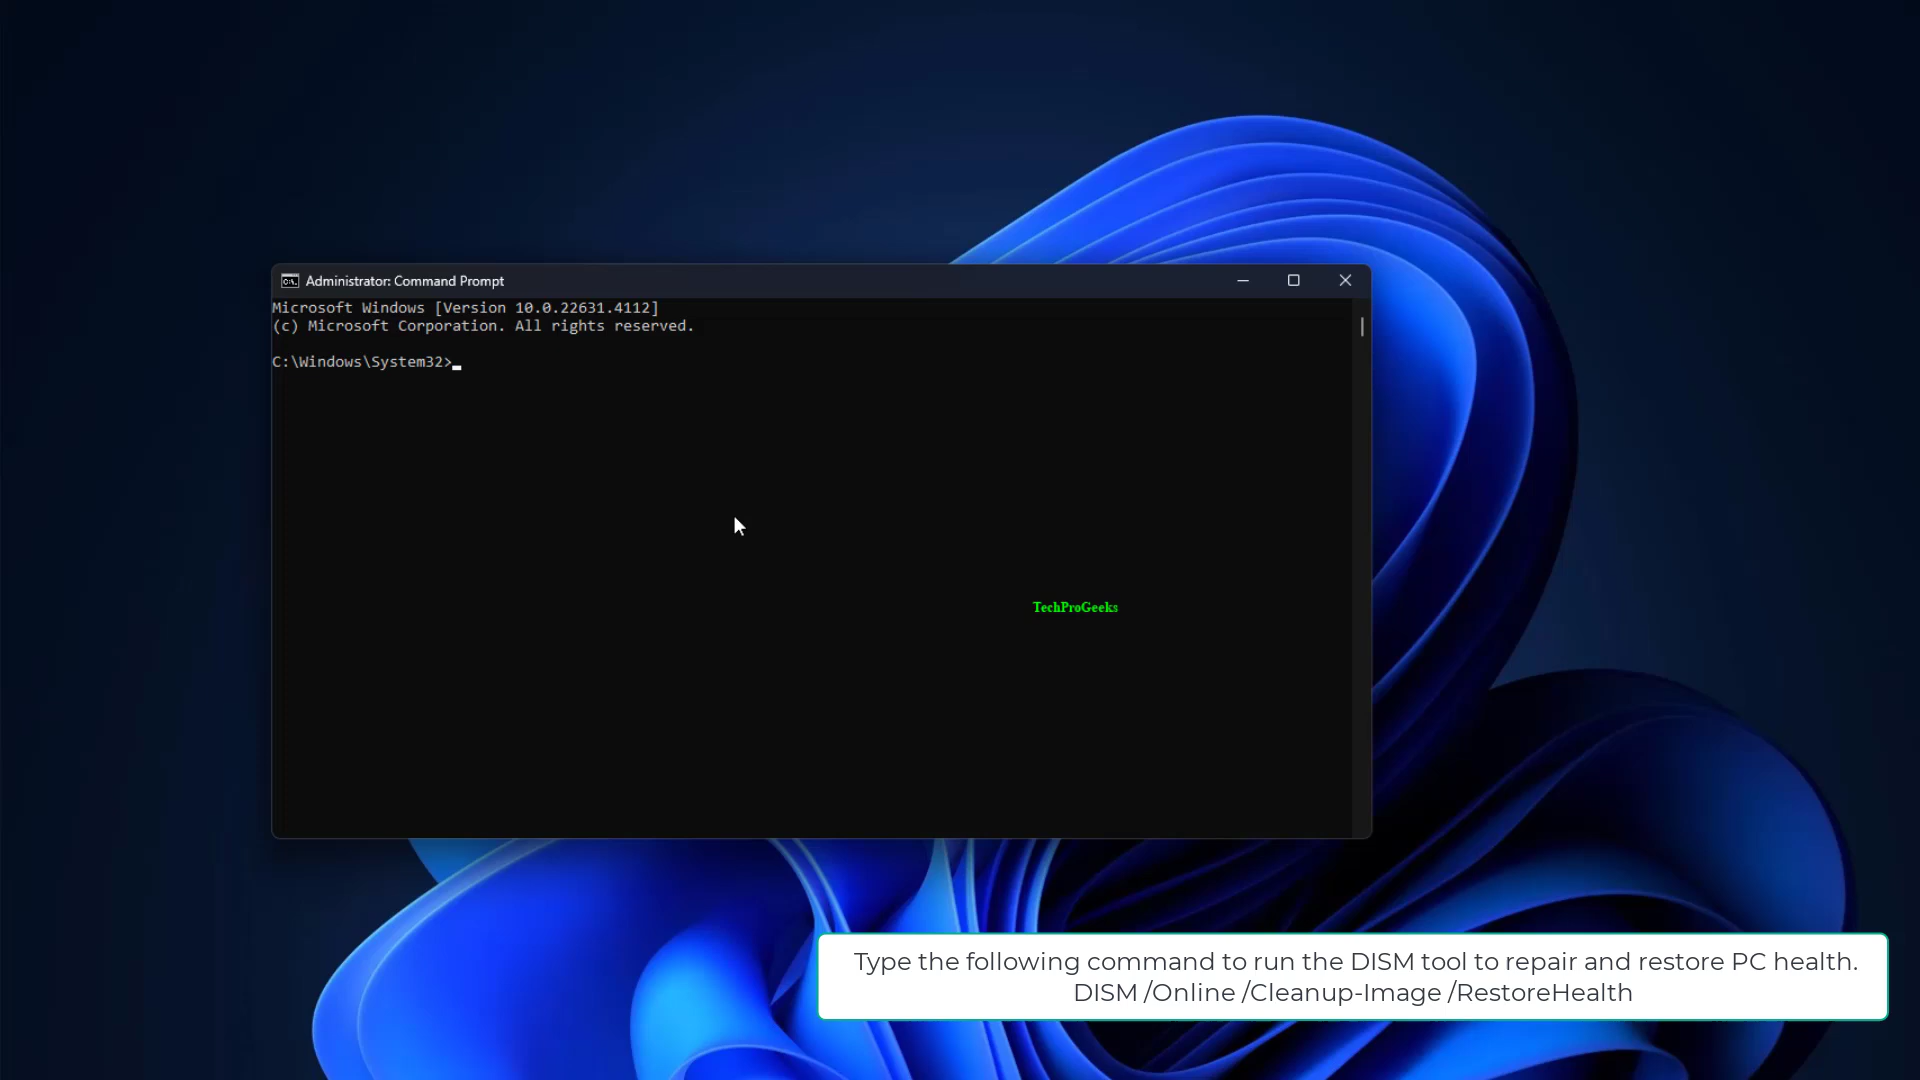 Administrator: Command Prompt
Microsoft Windows [Version 10.0.22631.4112]
(c) Microsoft Corporation. All rights reserved.
C:\Windows\System32>
TechProGeeks
Type the following command to run the DISM tool to repair and restore PC health.
DISM /Online /Cleanup-Image /RestoreHealth